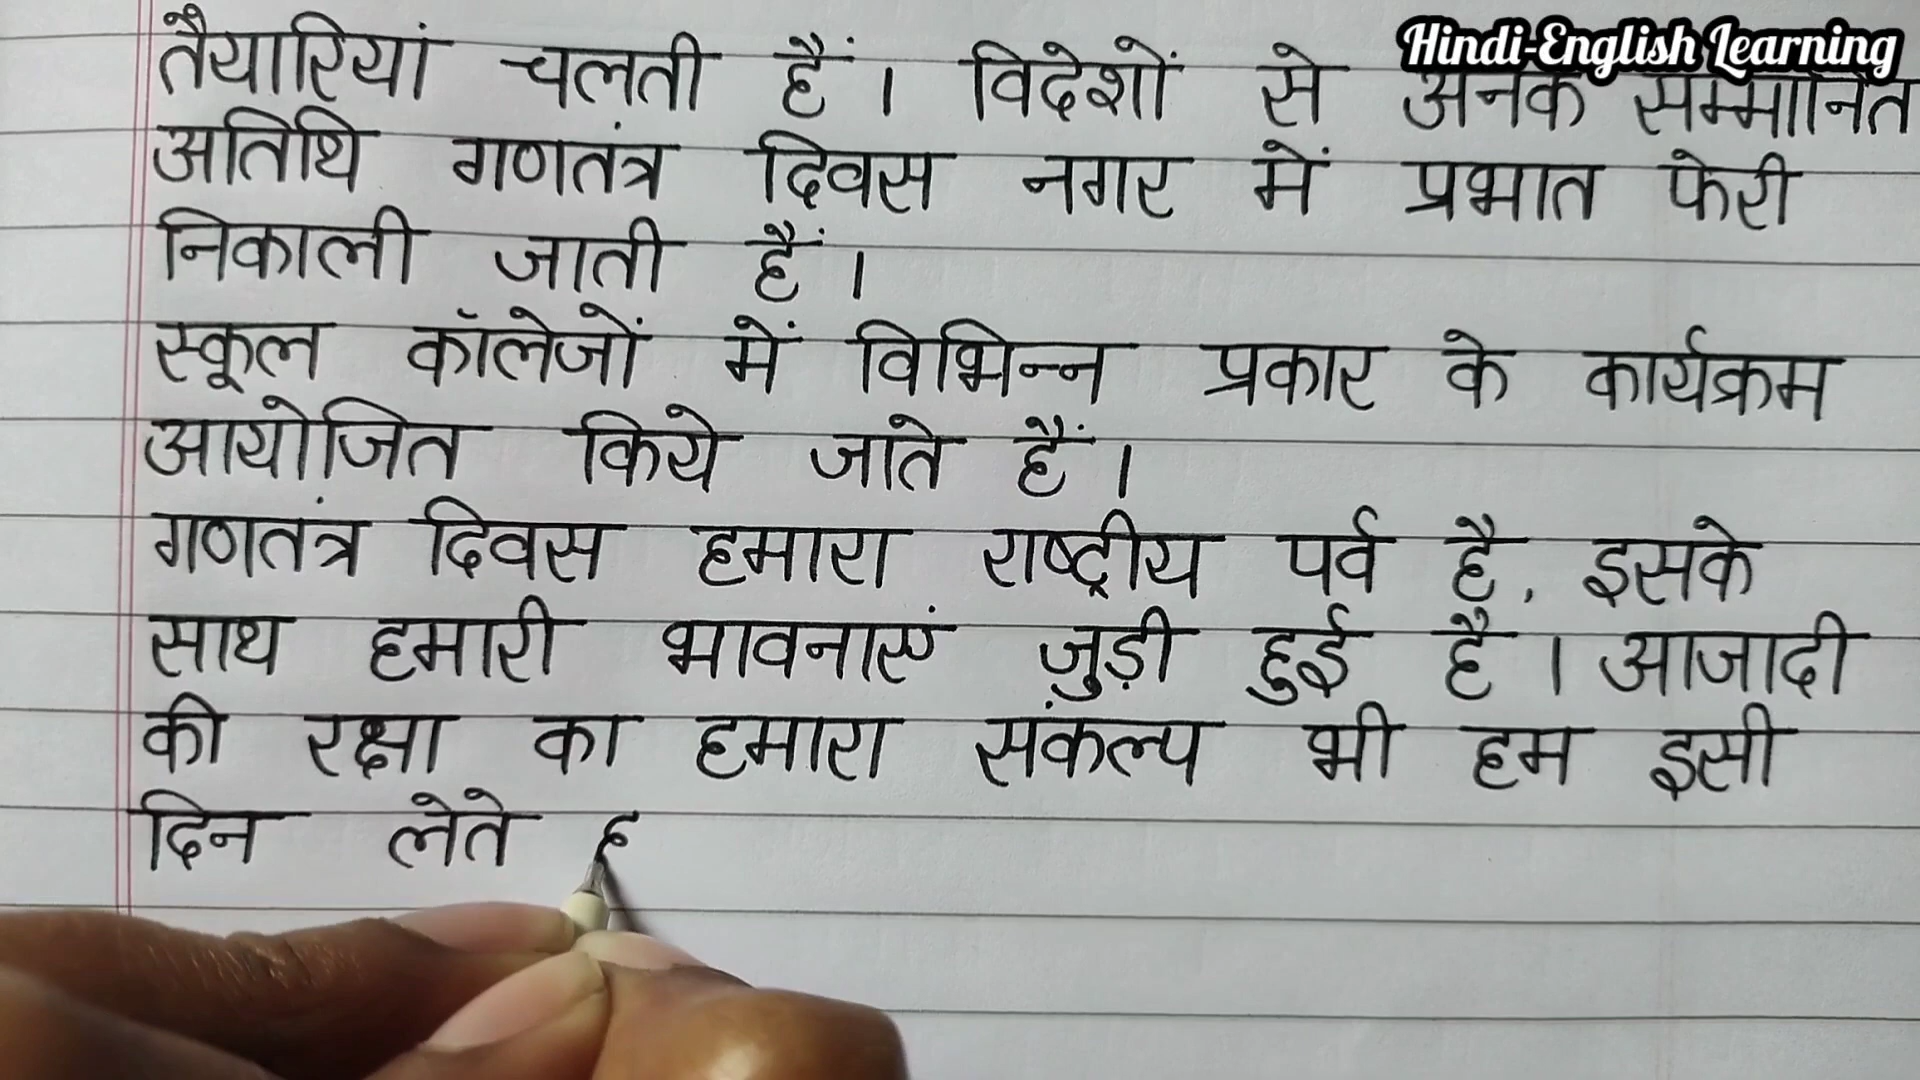 Hindi-English Learning
तैयारियां चलती हैं। विदेशों से अनेक सम्मानित
अतिथि गणतंत्र दिवस नगर में प्रभात फेरी
निकाली जाती हैं।
स्कूल कॉलेजों में विभिन्न प्रकार के कार्यक्रम
आयोजित किये जाते हैं।
गणतंत्र दिवस हमारा राष्ट्रीय पर्व है, इसके
साथ हमारी भावनाएं जुड़ी हुई है। आजादी
की रक्षा का हमारा संकल्प भी हम इसी
दिन लेते